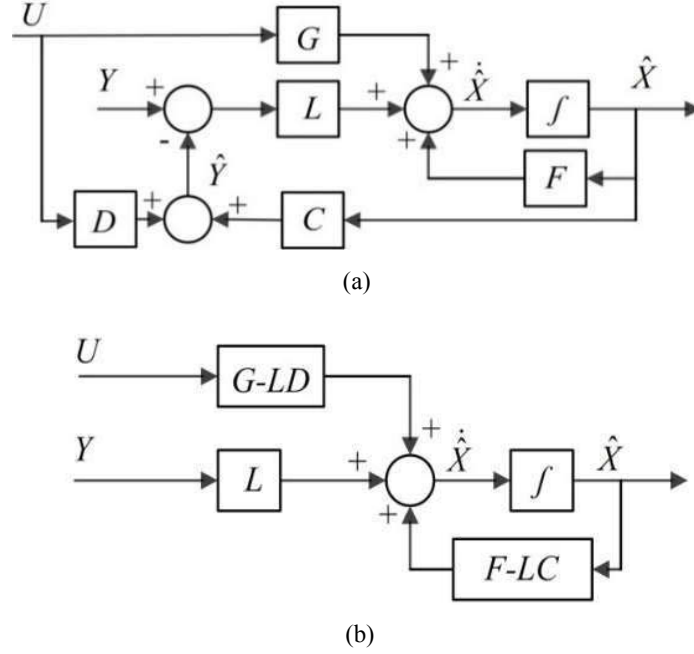 U
G
+
Y + L + + Ẋ̂ ∫ X̂
-
Ŷ
F
D + + C
(a)
U
G-LD
+
Y L + + Ẋ̂ ∫ X̂
F-LC
(b)